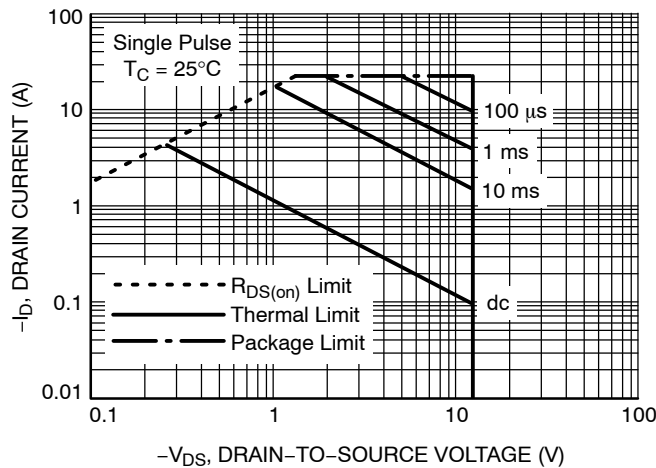 100
Single Pulse
T_C = 25°C
10
1
0.1
0.01
-I_D, DRAIN CURRENT (A)
100 μs
1 ms
10 ms
dc
R_DS(on) Limit
Thermal Limit
Package Limit
0.1
1
10
100
-V_DS, DRAIN-TO-SOURCE VOLTAGE (V)